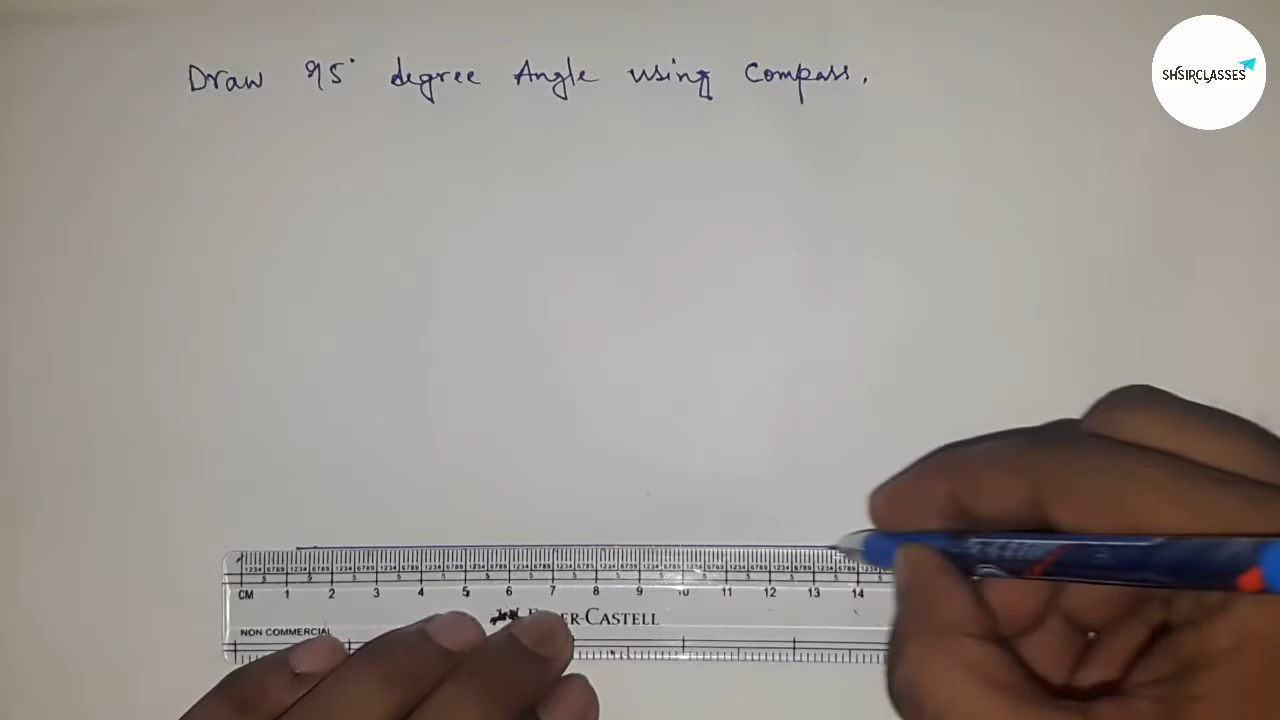 Draw 95° degree Angle using Compass.
SHSIRCLASSES
CM 1 2 3 4 5 6 7 8 9 10 11 12 13 14
-CASTELL
NON COMMERCIAL